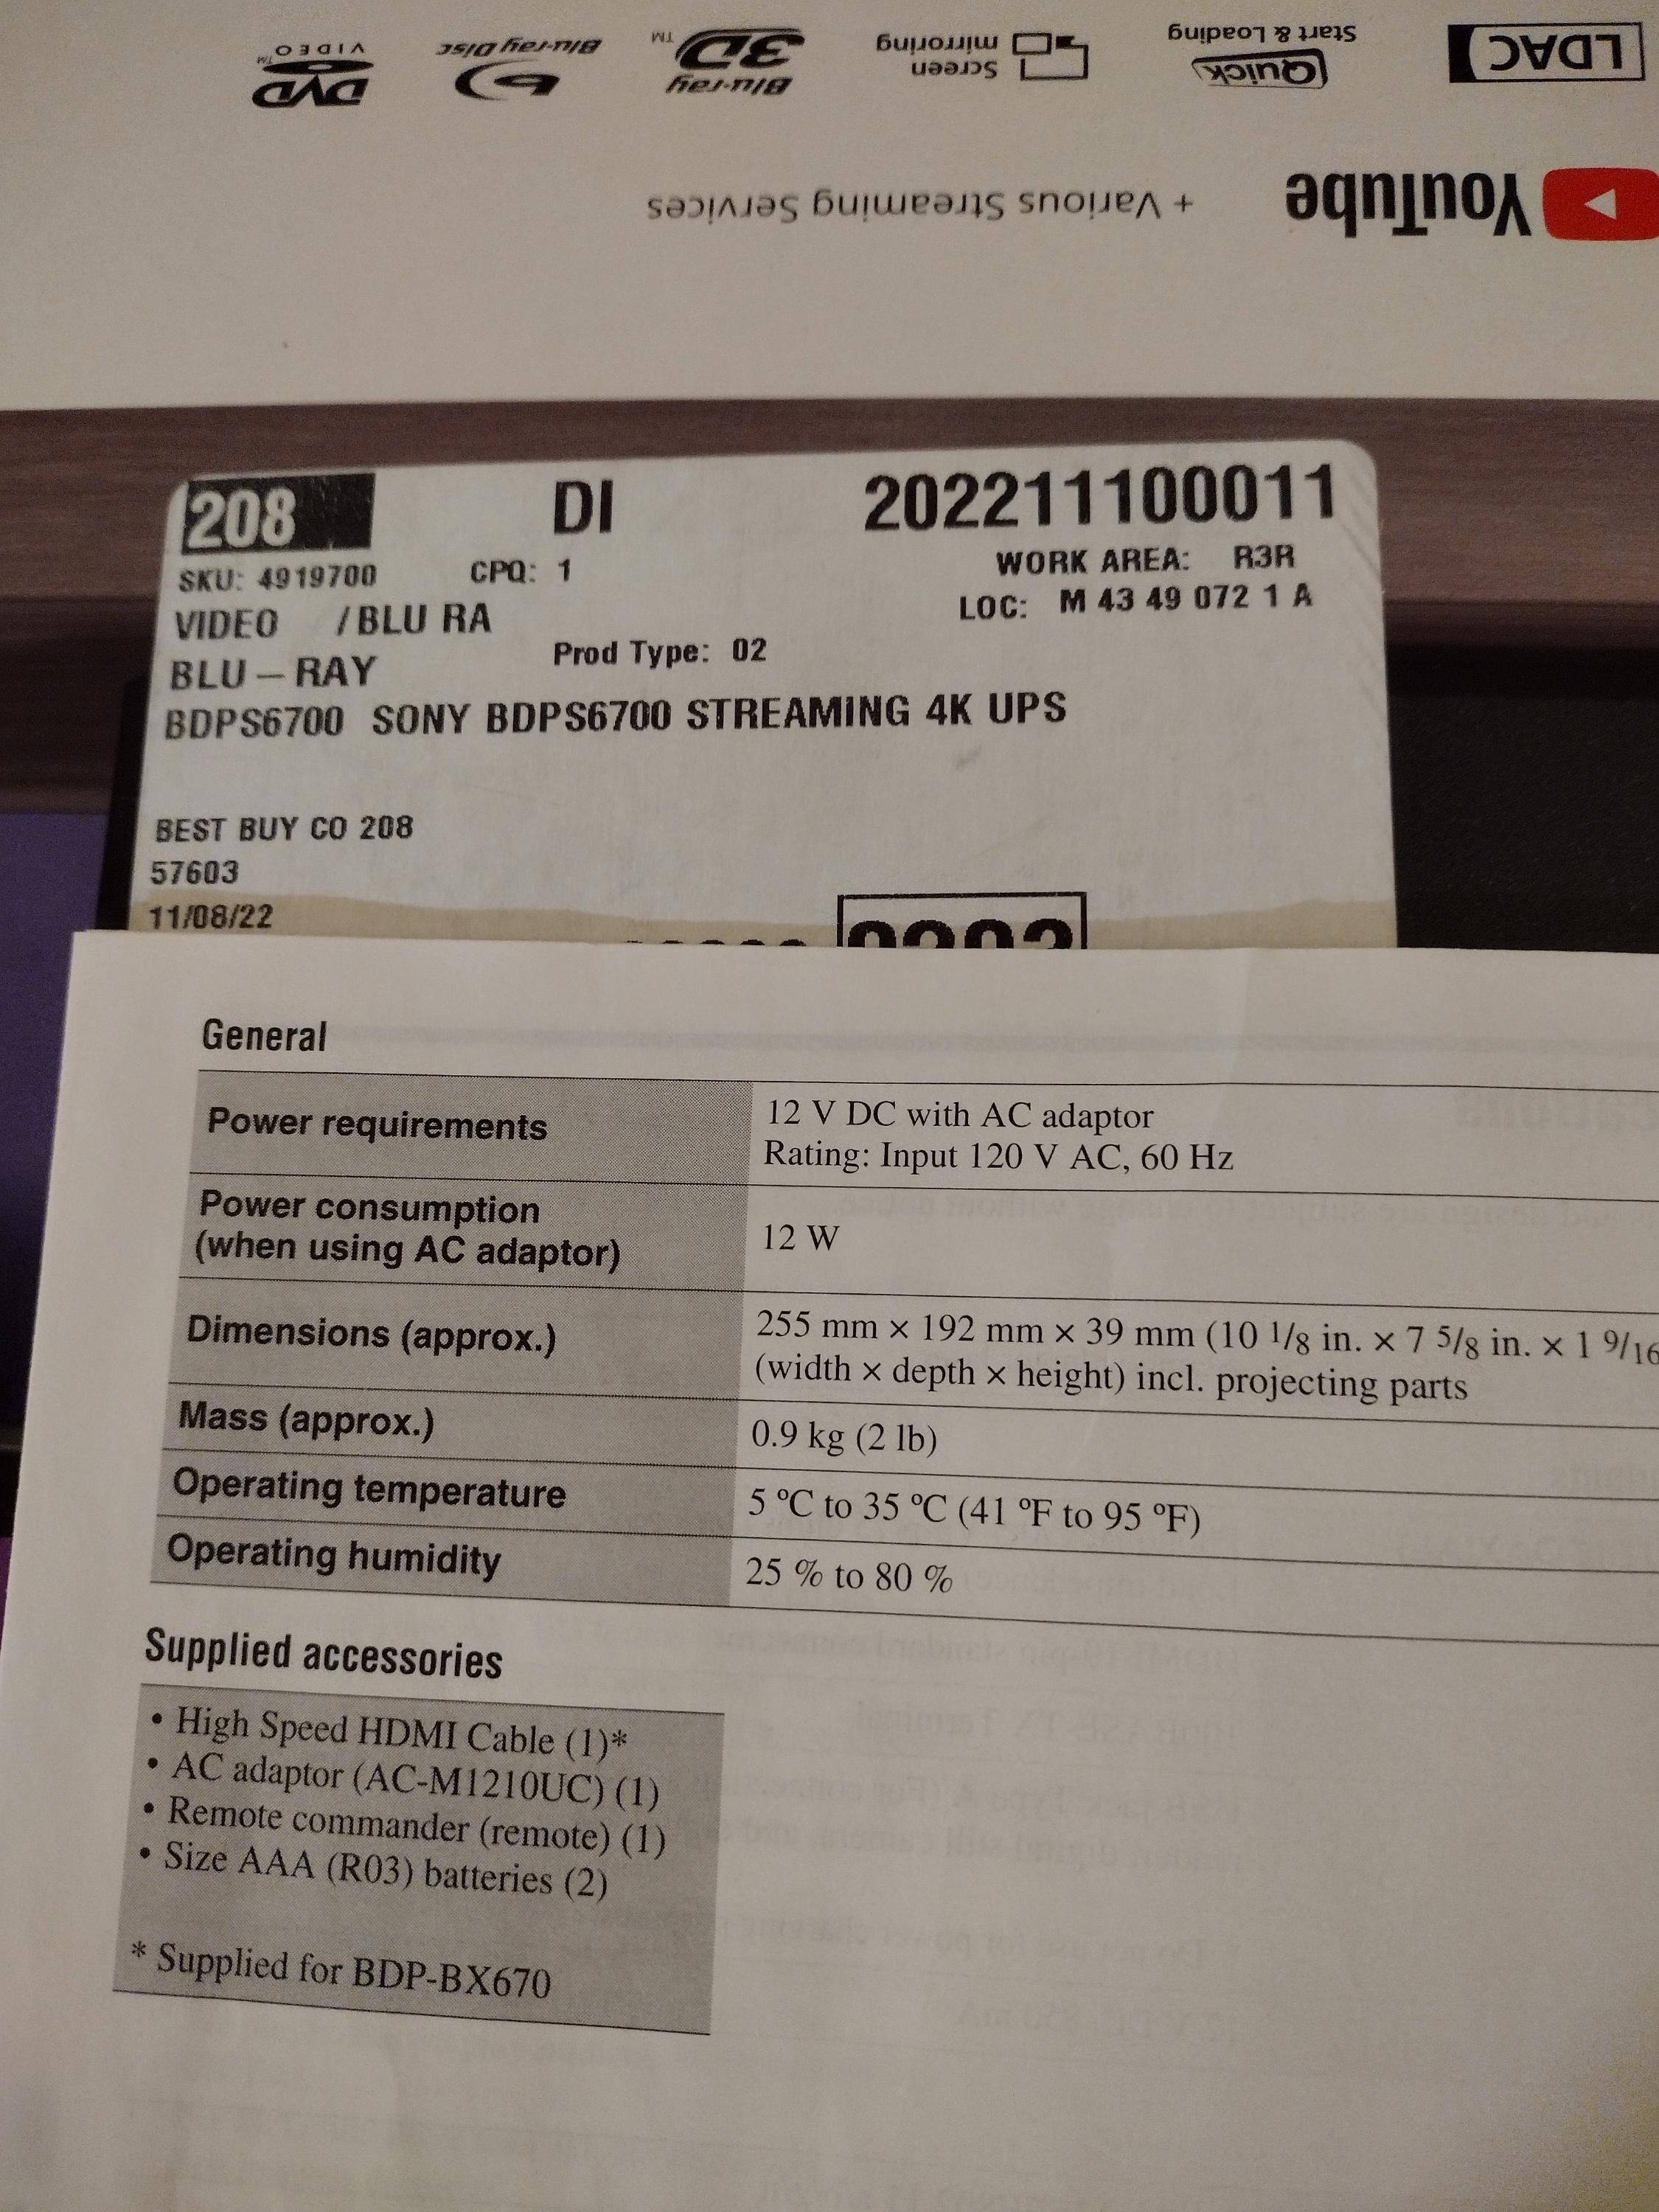 LDAC
Quick
Start & Loading
Screen
mirroring
Blu-ray
3D™
Blu-ray Disc
DVD™
VIDEO
YouTube
+ Various Streaming Services
208 DI 202211100011
SKU: 4919700 CPQ: 1 WORK AREA: R3R
VIDEO /BLU RA LOC: M 43 49 072 1 A
BLU-RAY Prod Type: 02
BDPS6700 SONY BDPS6700 STREAMING 4K UPS
BEST BUY CO 208
57603
11/08/22
General
Power requirements
12 V DC with AC adaptor
Rating: Input 120 V AC, 60 Hz
Power consumption
(when using AC adaptor)
12 W
Dimensions (approx.)
255 mm × 192 mm × 39 mm (10 1/8 in. × 7 5/8 in. × 1 9/16
(width × depth × height) incl. projecting parts
Mass (approx.)
0.9 kg (2 lb)
Operating temperature
5 ºC to 35 ºC (41 ºF to 95 ºF)
Operating humidity
25 % to 80 %
Supplied accessories
• High Speed HDMI Cable (1)*
• AC adaptor (AC-M1210UC) (1)
• Remote commander (remote) (1)
• Size AAA (R03) batteries (2)
* Supplied for BDP-BX670